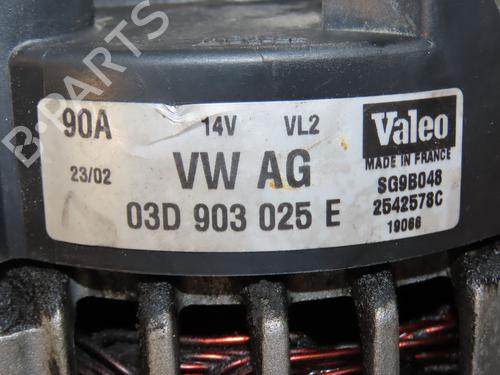 B-PARTS
90A 14V VL2 Valeo
MADE IN FRANCE
23/02 VW AG SG9B048
03D 903 025 E 2542578C
19066